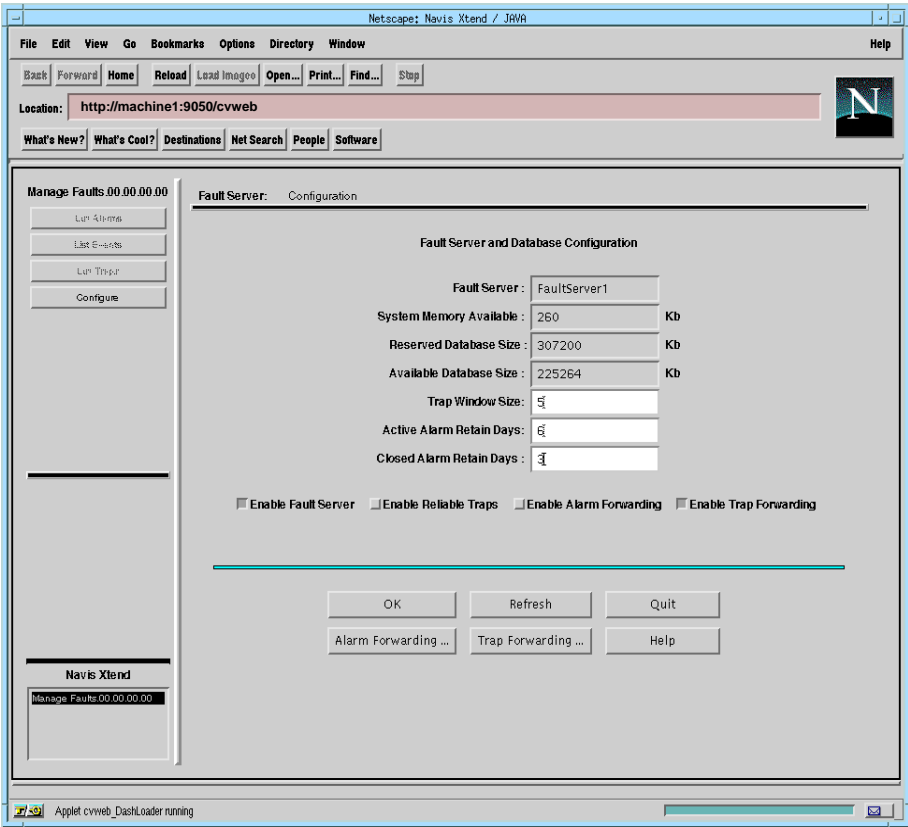 Netscape: Navis Xtend / JAVA
File Edit View Go Bookmarks Options Directory Window Help
Back Forward Home Reload Load Images Open... Print... Find... Stop
Location: http://machine1:9050/cvweb
N
What's New? What's Cool? Destinations Net Search People Software
Manage Faults.00.00.00.00
List Alarms
List Events
List Traps
Configure
Fault Server: Configuration
Fault Server and Database Configuration
Fault Server : FaultServer1
System Memory Available : 260 Kb
Reserved Database Size : 307200 Kb
Available Database Size : 225264 Kb
Trap Window Size: 5
Active Alarm Retain Days: 6
Closed Alarm Retain Days : 3
Enable Fault Server Enable Reliable Traps Enable Alarm Forwarding Enable Trap Forwarding
OK Refresh Quit
Alarm Forwarding ... Trap Forwarding ... Help
Navis Xtend
Manage Faults.00.00.00.00
Applet cvweb_DashLoader running